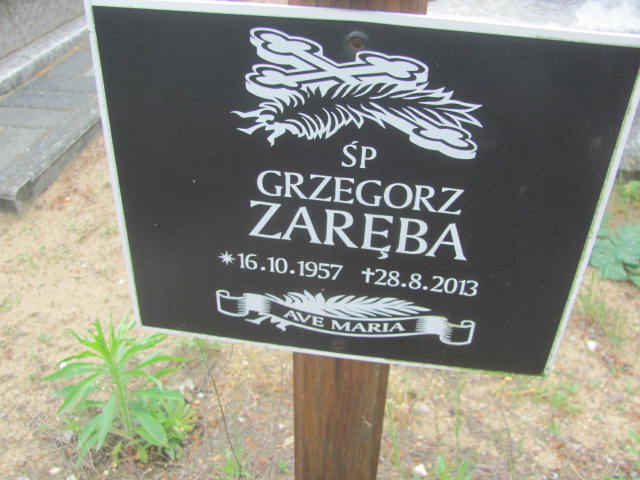 ŚP
GRZEGORZ
ZARĘBA
*16.10.1957 †28.8.2013
AVE MARIA